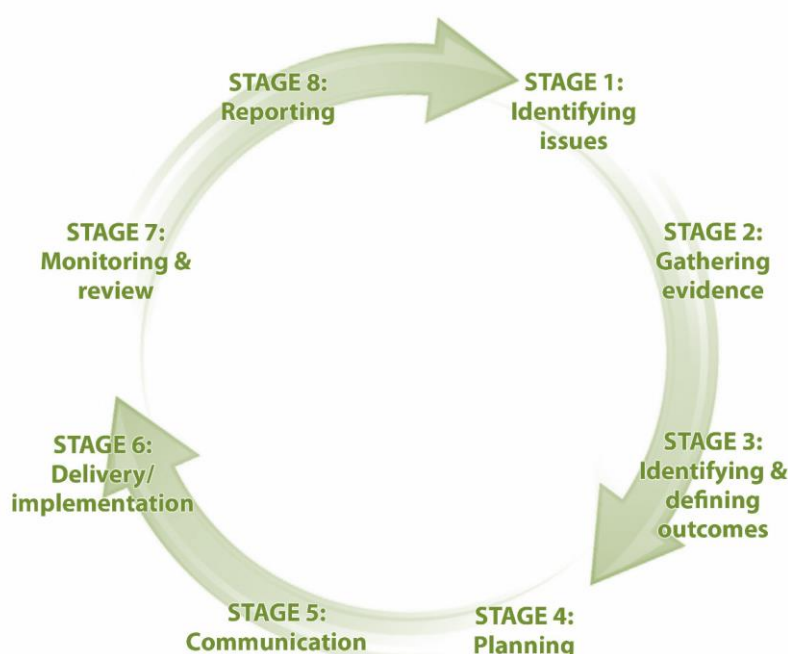 STAGE 1:
Identifying
issues
STAGE 2:
Gathering
evidence
STAGE 3:
Identifying &
defining
outcomes
STAGE 4:
Planning
STAGE 5:
Communication
STAGE 6:
Delivery/
implementation
STAGE 7:
Monitoring &
review
STAGE 8:
Reporting